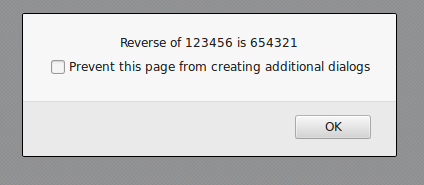 Reverse of 123456 is 654321
Prevent this page from creating additional dialogs
OK